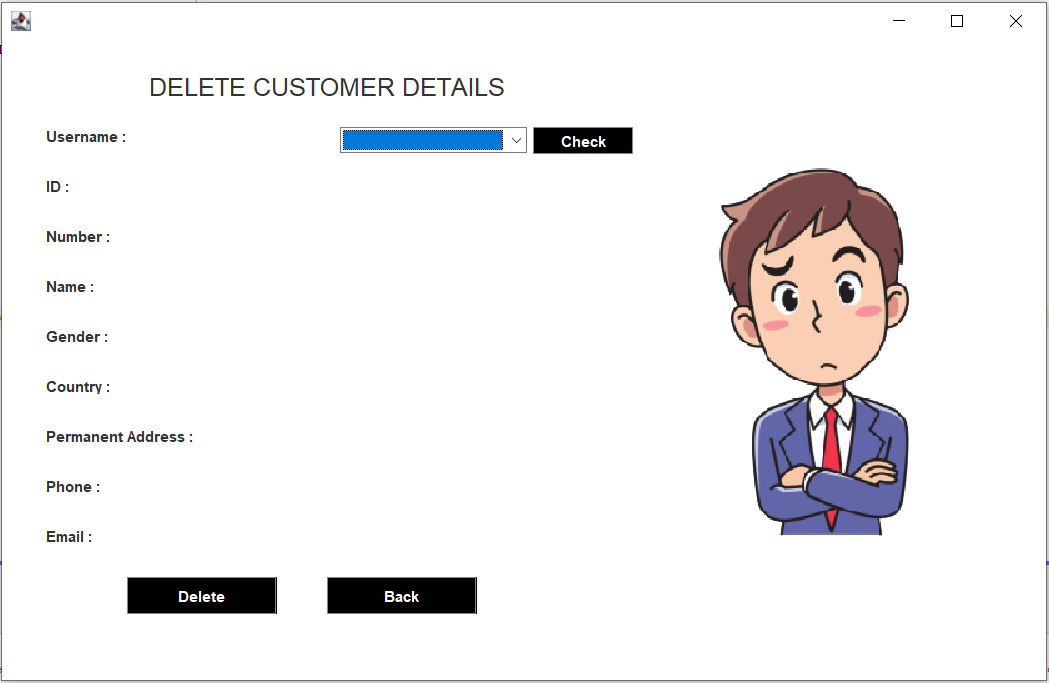 DELETE CUSTOMER DETAILS
Username :
Check
ID :
Number :
Name :
Gender :
Country :
Permanent Address :
Phone :
Email :
Delete
Back